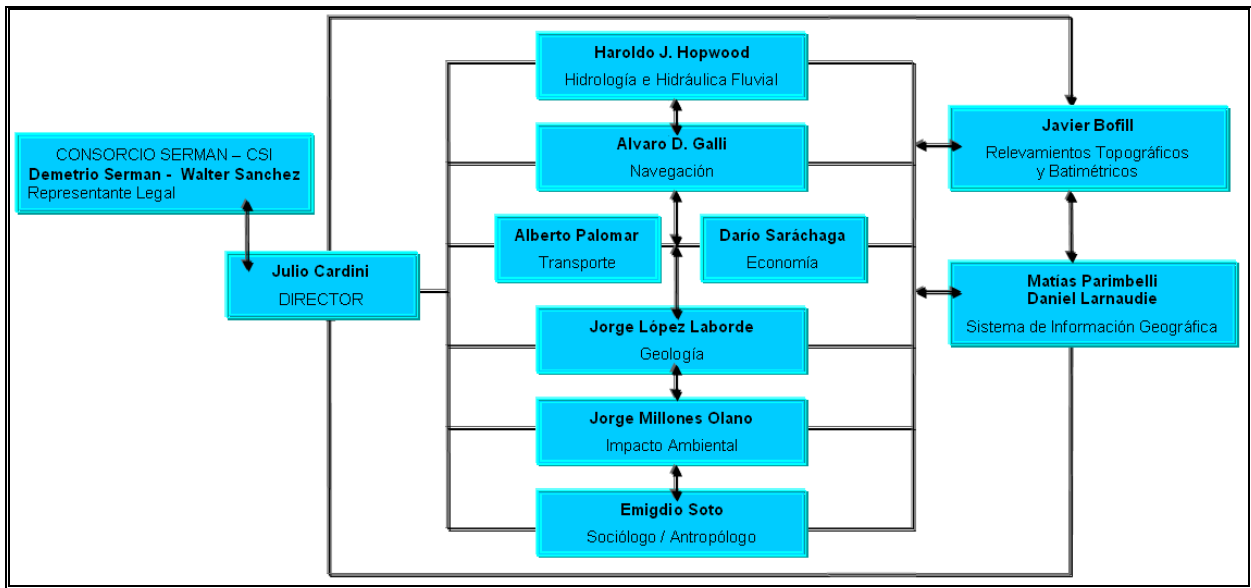 CONSORCIO SERMAN – CSI
Demetrio Serman - Walter Sanchez
Representante Legal
Julio Cardini
DIRECTOR
Haroldo J. Hopwood
Hidrología e Hidráulica Fluvial
Alvaro D. Galli
Navegación
Alberto Palomar
Transporte
Darío Saráchaga
Economía
Jorge López Laborde
Geología
Jorge Millones Olano
Impacto Ambiental
Emigdio Soto
Sociólogo / Antropólogo
Javier Bofill
Relevamientos Topográficos
y Batimétricos
Matías Parimbelli
Daniel Larnaudie
Sistema de Información Geográfica